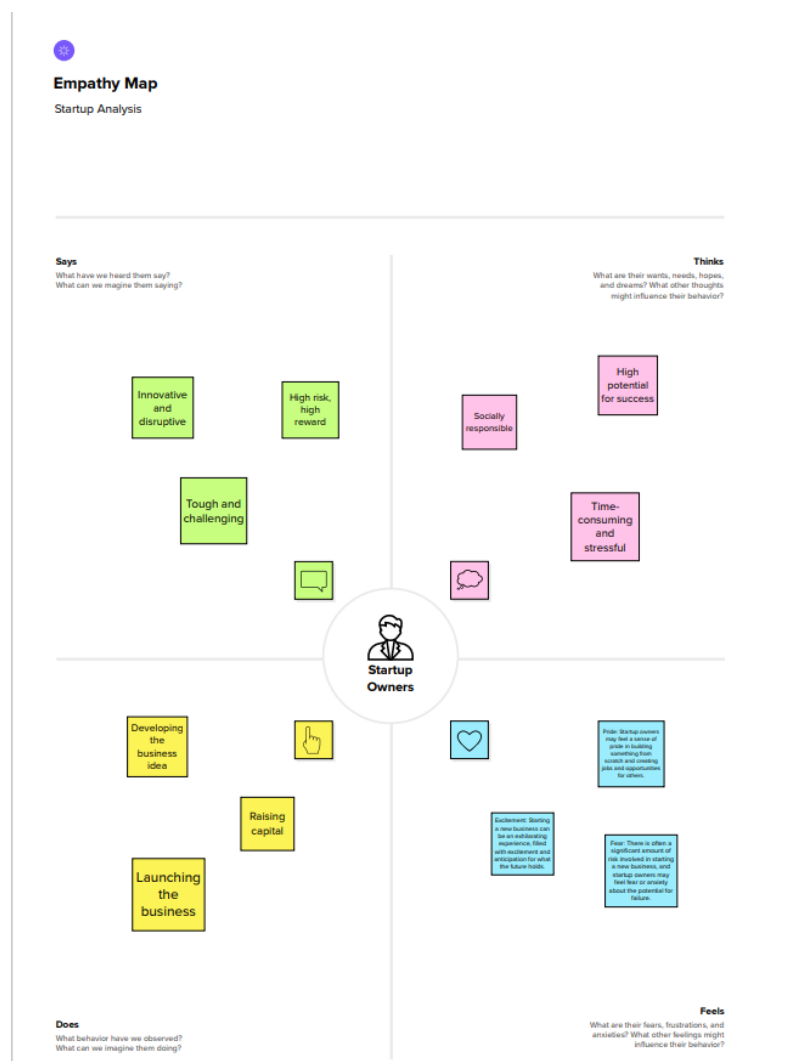 Empathy Map
Startup Analysis
Says
What have we heard them say?
What can we magine them saying?
Thinks
What are their wants, needs, hopes,
and dreams? What other thoughts
might influence their behavior?
Innovative
and
disruptive
High risk,
high
reward
Tough and
challenging
Socially
responsible
High
potential
for success
Time-
consuming
and
stressful
Startup
Owners
Developing
the
business
idea
Raising
capital
Launching
the
business
Pride: Startup owners
may feel a sense of
pride in building
something from
scratch and creating
jobs and opportunities
for others.
Excitement: Starting
a new business can
be an exhilarating
experience, filled
with excitement and
anticipation for what
the future holds.
Fear: There is often a
significant amount of
risk involved in starting
a new business, and
startup owners may
feel fear or anxiety
about the potential for
failure.
Does
What behavior have we observed?
What can we imagine them doing?
Feels
What are their fears, frustrations, and
anxieties? What other feelings might
influence their behavior?